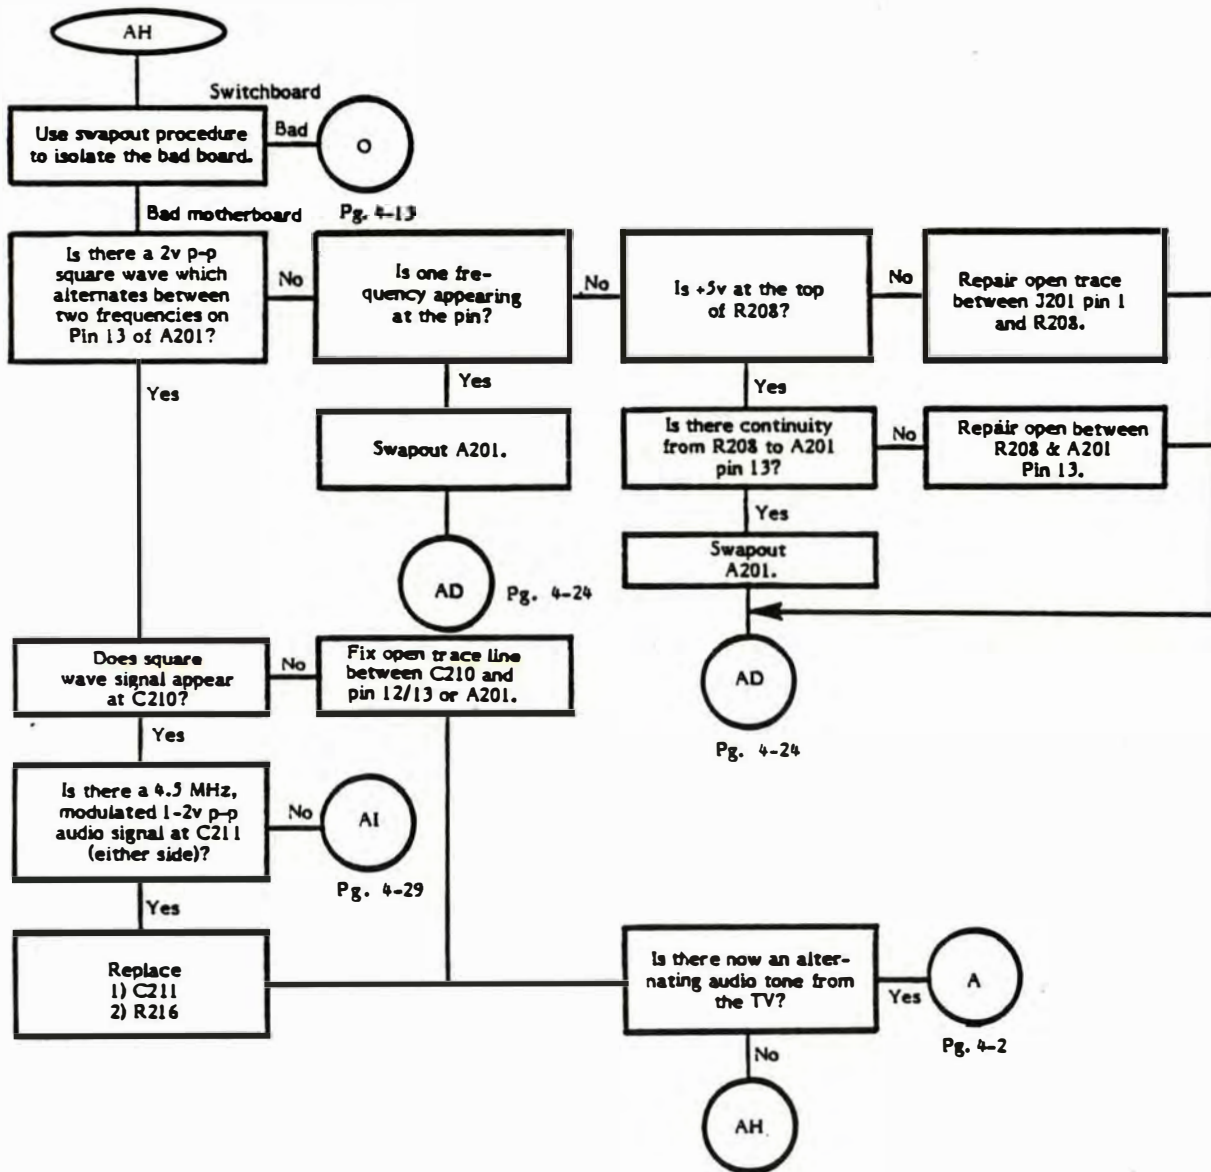 AH
Switchboard
Use swapout procedure
to isolate the bad board.
Bad
O
Pg. 4-13
Bad motherboard
Is there a 2v p-p
square wave which
alternates between
two frequencies on
Pin 13 of A201?
No
Is one fre-
quency appearing
at the pin?
No
Is +5v at the top
of R208?
No
Repair open trace
between J201 pin 1
and R208.
Yes
Yes
Yes
Swapout A201.
Is there continuity
from R208 to A201
pin 13?
No
Repair open between
R208 & A201
Pin 13.
Yes
Swapout
A201.
AD
Pg. 4-24
AD
Pg. 4-24
Does square
wave signal appear
at C210?
No
Fix open trace line
between C210 and
pin 12/13 or A201.
Yes
Is there a 4.5 MHz,
modulated 1-2v p-p
audio signal at C211
(either side)?
No
AI
Pg. 4-29
Yes
Replace
1) C211
2) R216
Is there now an alter-
nating audio tone from
the TV?
Yes
A
Pg. 4-2
No
AH